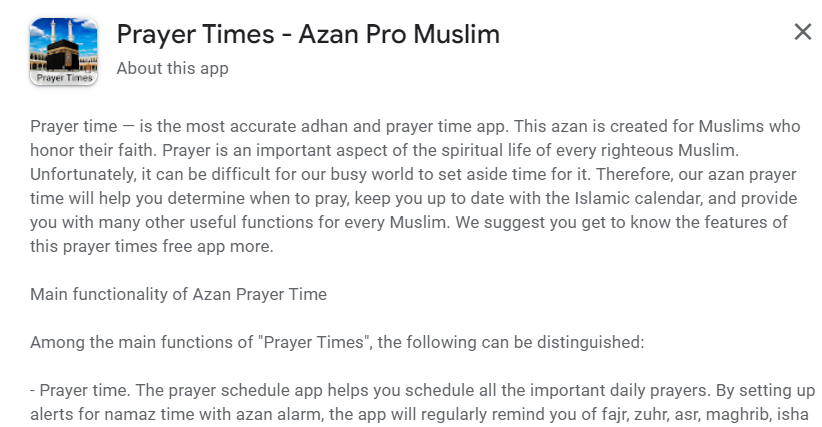 Prayer Times
Prayer Times - Azan Pro Muslim
About this app
Prayer time — is the most accurate adhan and prayer time app. This azan is created for Muslims who
honor their faith. Prayer is an important aspect of the spiritual life of every righteous Muslim.
Unfortunately, it can be difficult for our busy world to set aside time for it. Therefore, our azan prayer
time will help you determine when to pray, keep you up to date with the Islamic calendar, and provide
you with many other useful functions for every Muslim. We suggest you get to know the features of
this prayer times free app more.
Main functionality of Azan Prayer Time
Among the main functions of "Prayer Times", the following can be distinguished:
- Prayer time. The prayer schedule app helps you schedule all the important daily prayers. By setting up
alerts for namaz time with azan alarm, the app will regularly remind you of fajr, zuhr, asr, maghrib, isha